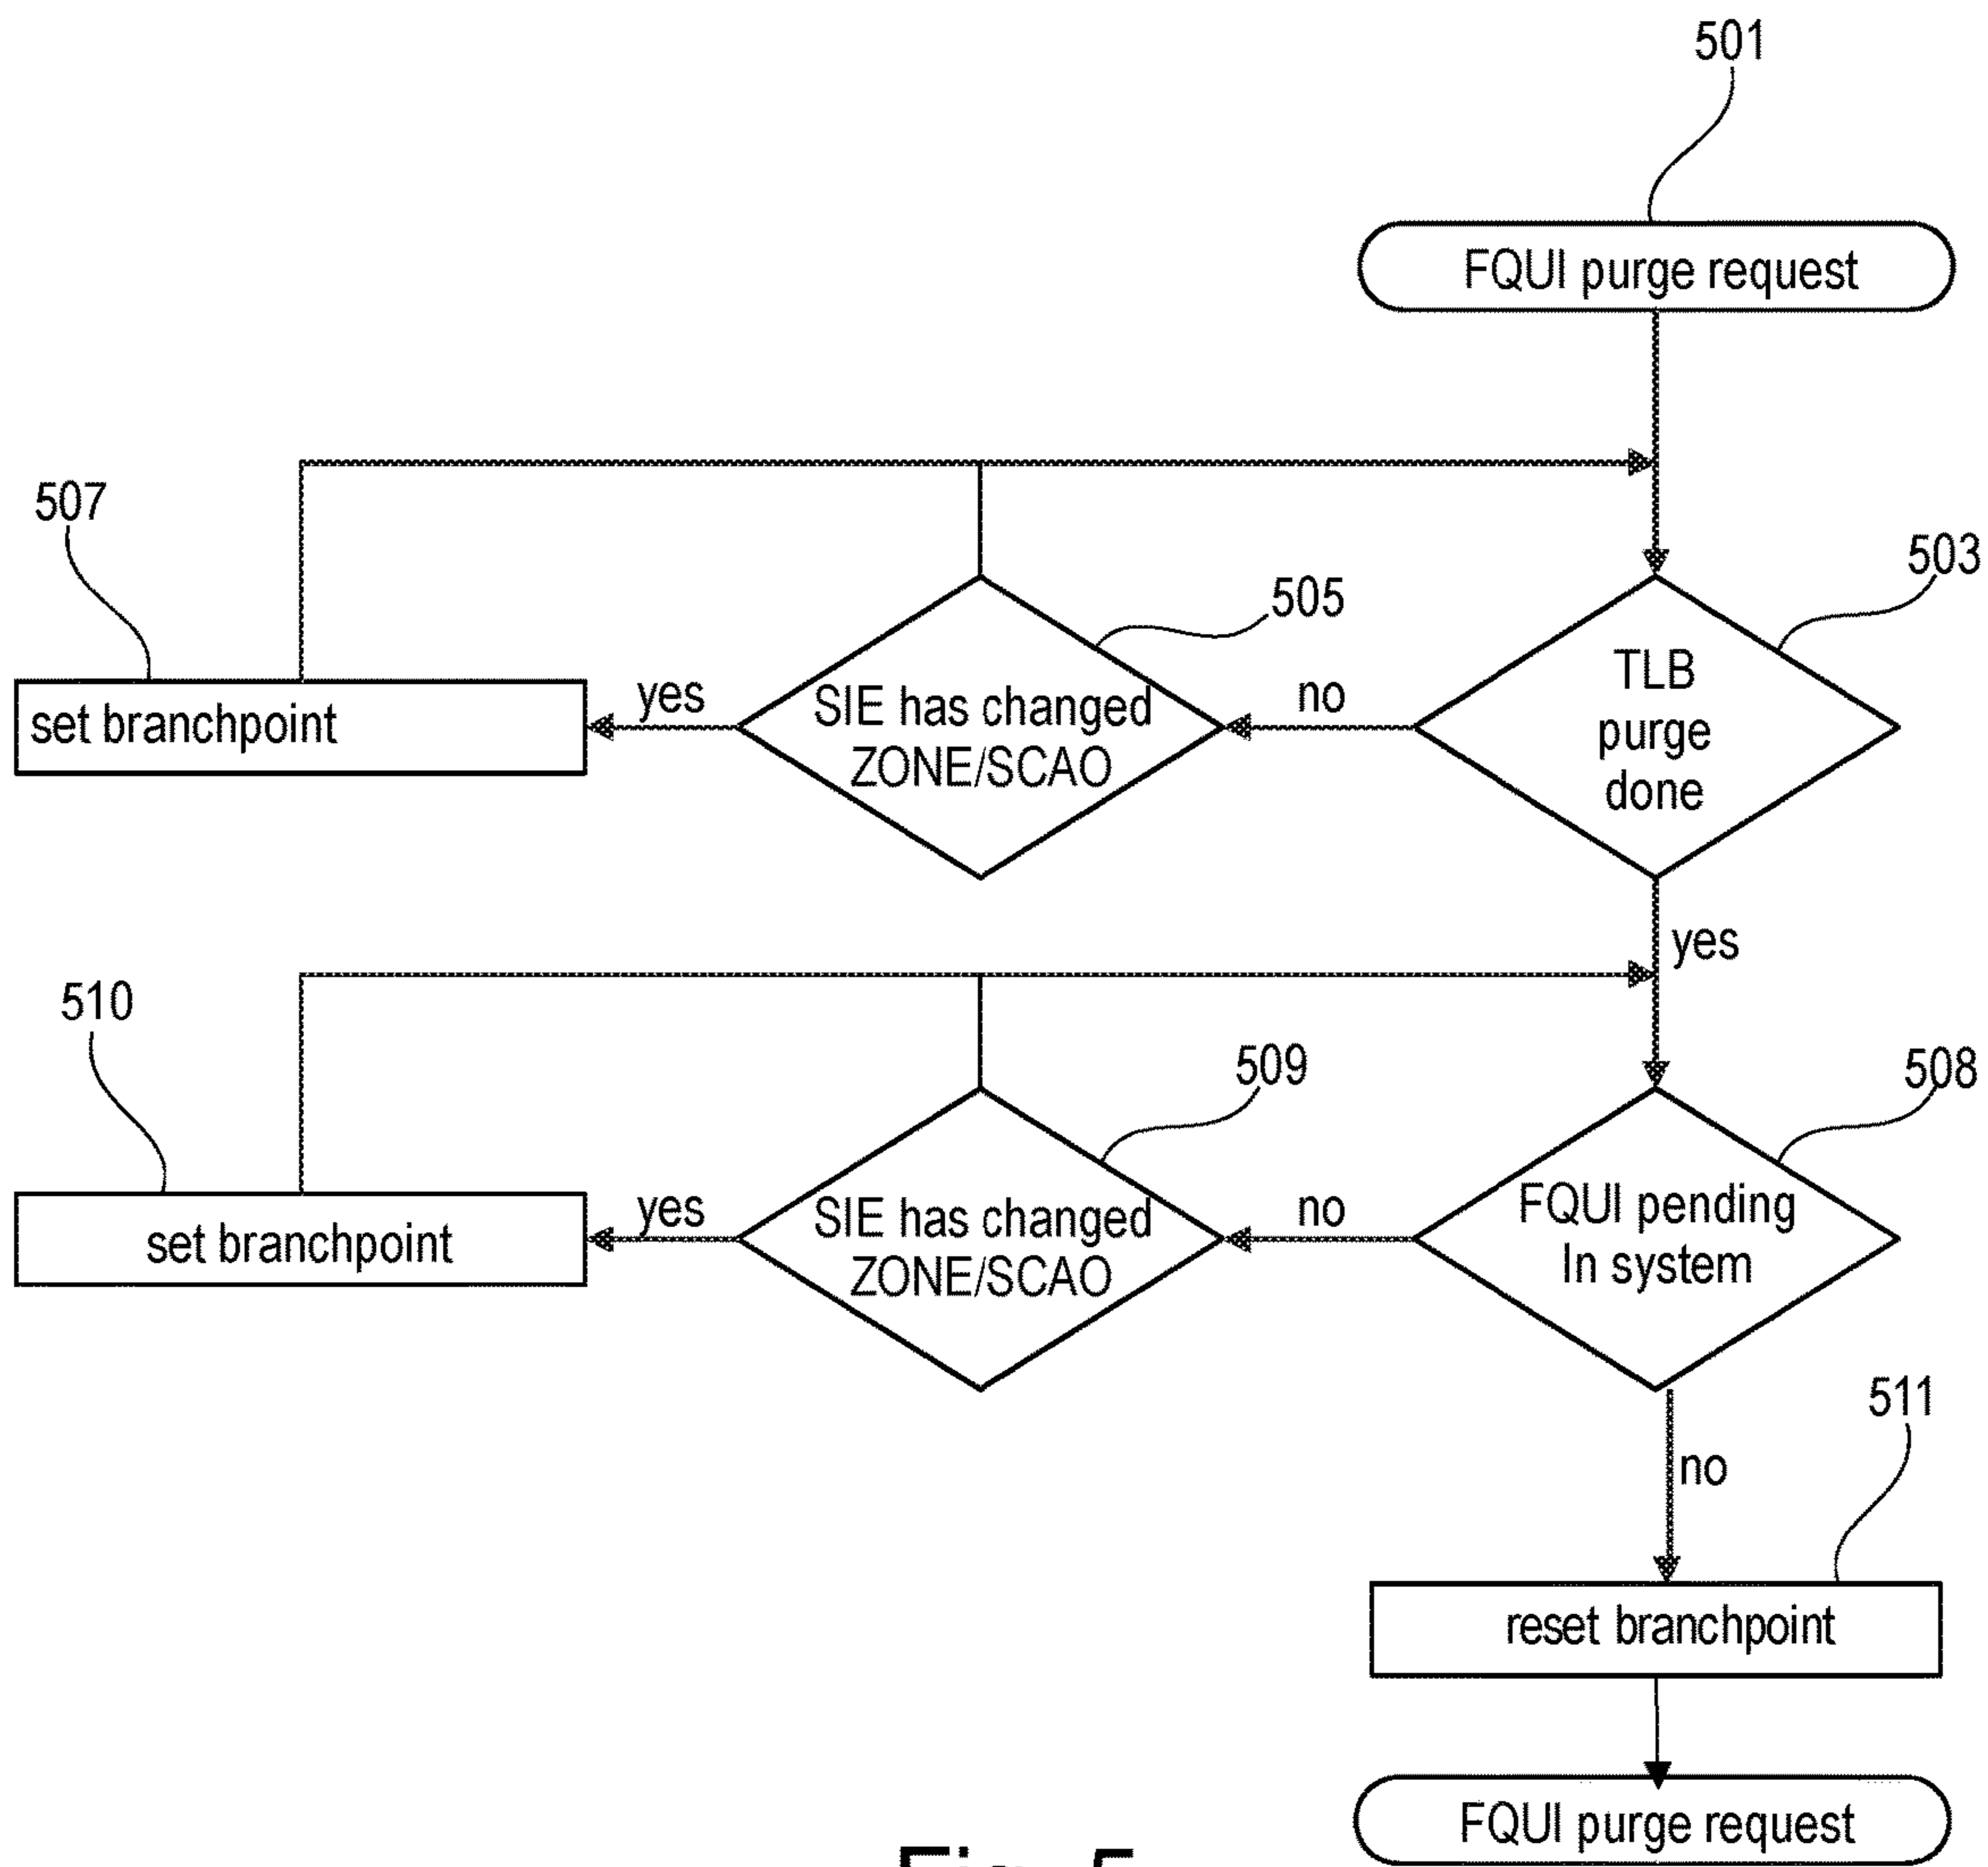 501
FQUI purge request
507
503
505
TLB
purge
done
SIE has changed
ZONE/SCAO
no
yes
set branchpoint
yes
510
509
508
FQUI pending
In system
SIE has changed
ZONE/SCAO
no
yes
set branchpoint
511
no
reset branchpoint
FQUI purge request